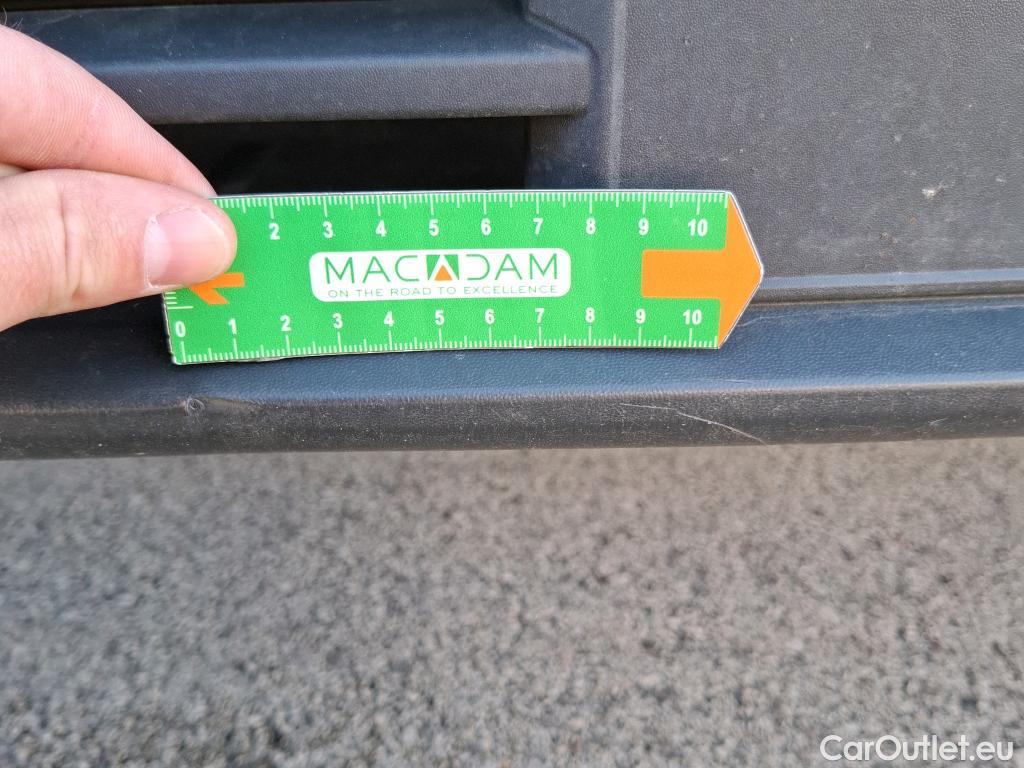 2 3 4 5 6 7 8 9 10
MACADAM
ON THE ROAD TO EXCELLENCE
0 1 2 3 4 5 6 7 8 9 10
CarOutlet.eu